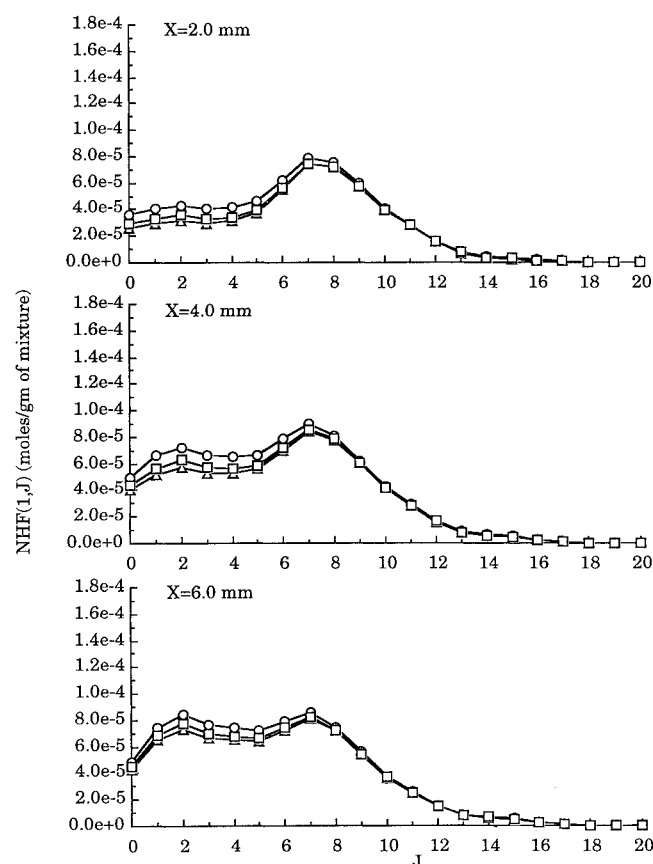 X=2.0 mm
1.8e-4
1.6e-4
1.4e-4
1.2e-4
1.0e-4
8.0e-5
6.0e-5
4.0e-5
2.0e-5
0.0e+0
0 2 4 6 8 10 12 14 16 18 20
X=4.0 mm
1.8e-4
1.6e-4
1.4e-4
1.2e-4
1.0e-4
8.0e-5
6.0e-5
4.0e-5
2.0e-5
0.0e+0
0 2 4 6 8 10 12 14 16 18 20
NHF(1,J) (moles/gm of mixture)
X=6.0 mm
1.8e-4
1.6e-4
1.4e-4
1.2e-4
1.0e-4
8.0e-5
6.0e-5
4.0e-5
2.0e-5
0.0e+0
0 2 4 6 8 10 12 14 16 18 20
J